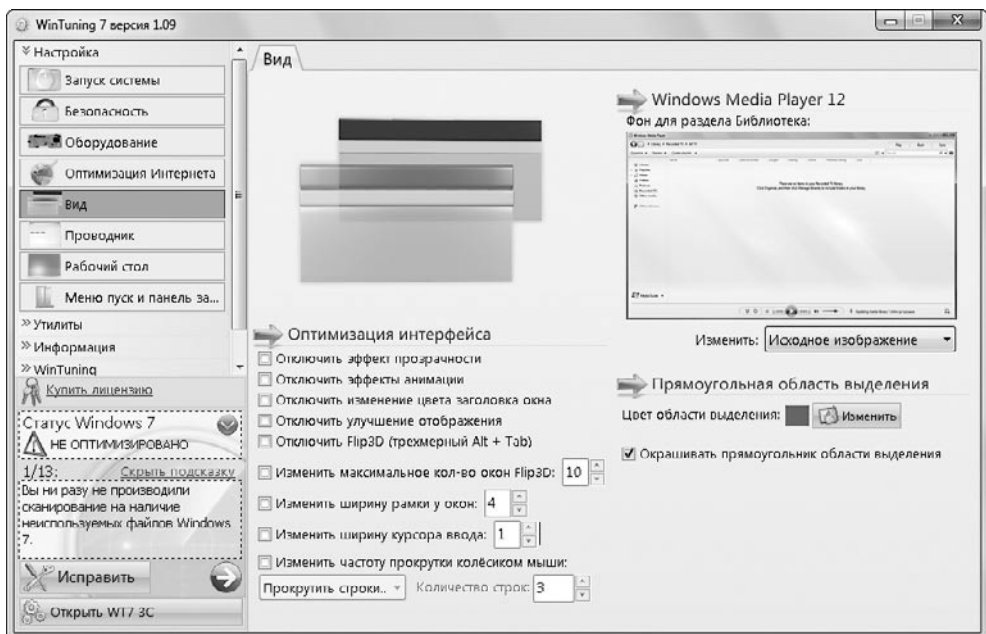 WinTuning 7 версия 1.09
Настройка
Запуск системы
Безопасность
Оборудование
Оптимизация Интернета
Вид
Проводник
Рабочий стол
Меню пуск и панель за...
Утилиты
Информация
WinTuning
Купить лицензию
Статус Windows 7
НЕ ОПТИМИЗИРОВАНО
1/13: Скрыть подсказку
Вы ни разу не производили
сканирование на наличие
неиспользуемых файлов Windows
7.
Исправить
Открыть WT7 3C
Вид
Оптимизация интерфейса
Отключить эффект прозрачности
Отключить эффекты анимации
Отключить изменение цвета заголовка окна
Отключить улучшение отображения
Отключить Flip3D (трехмерный Alt + Tab)
Изменить максимальное кол-во окон Flip3D: 10
Изменить ширину рамки у окон: 4
Изменить ширину курсора ввода: 1
Изменить частоту прокрутки колёсиком мыши:
Прокрутить строки.. Количество строк: 3
Windows Media Player 12
Фон для раздела Библиотека:
Изменить: Исходное изображение
Прямоугольная область выделения
Цвет области выделения: Изменить
Окрашивать прямоугольник области выделения